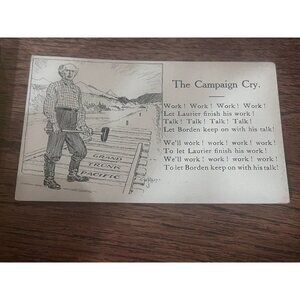 The Campaign Cry.
Work! Work! Work! Work!
Let Laurier finish his work!
Talk! Talk! Talk! Talk!
Let Borden keep on with his talk!
We'll work! work! work! work!
To let Laurier finish his work!
We'll work! work! work! work!
To let Borden keep on with his talk!
GRAND
TRUNK
PACIFIC